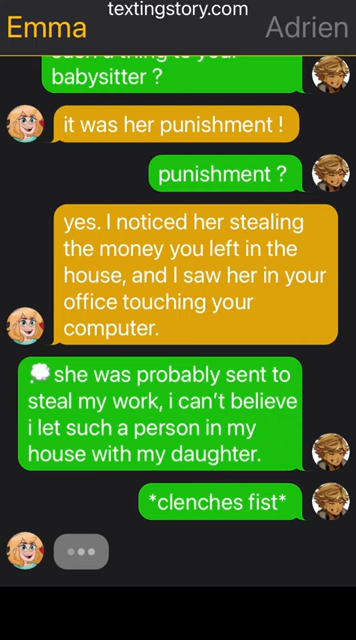 textingstory.com
Emma
Adrien
babysitter ?
it was her punishment !
punishment ?
yes. I noticed her stealing
the money you left in the
house, and I saw her in your
office touching your
computer.
💭 she was probably sent to
steal my work, i can't believe
i let such a person in my
house with my daughter.
*clenches fist*